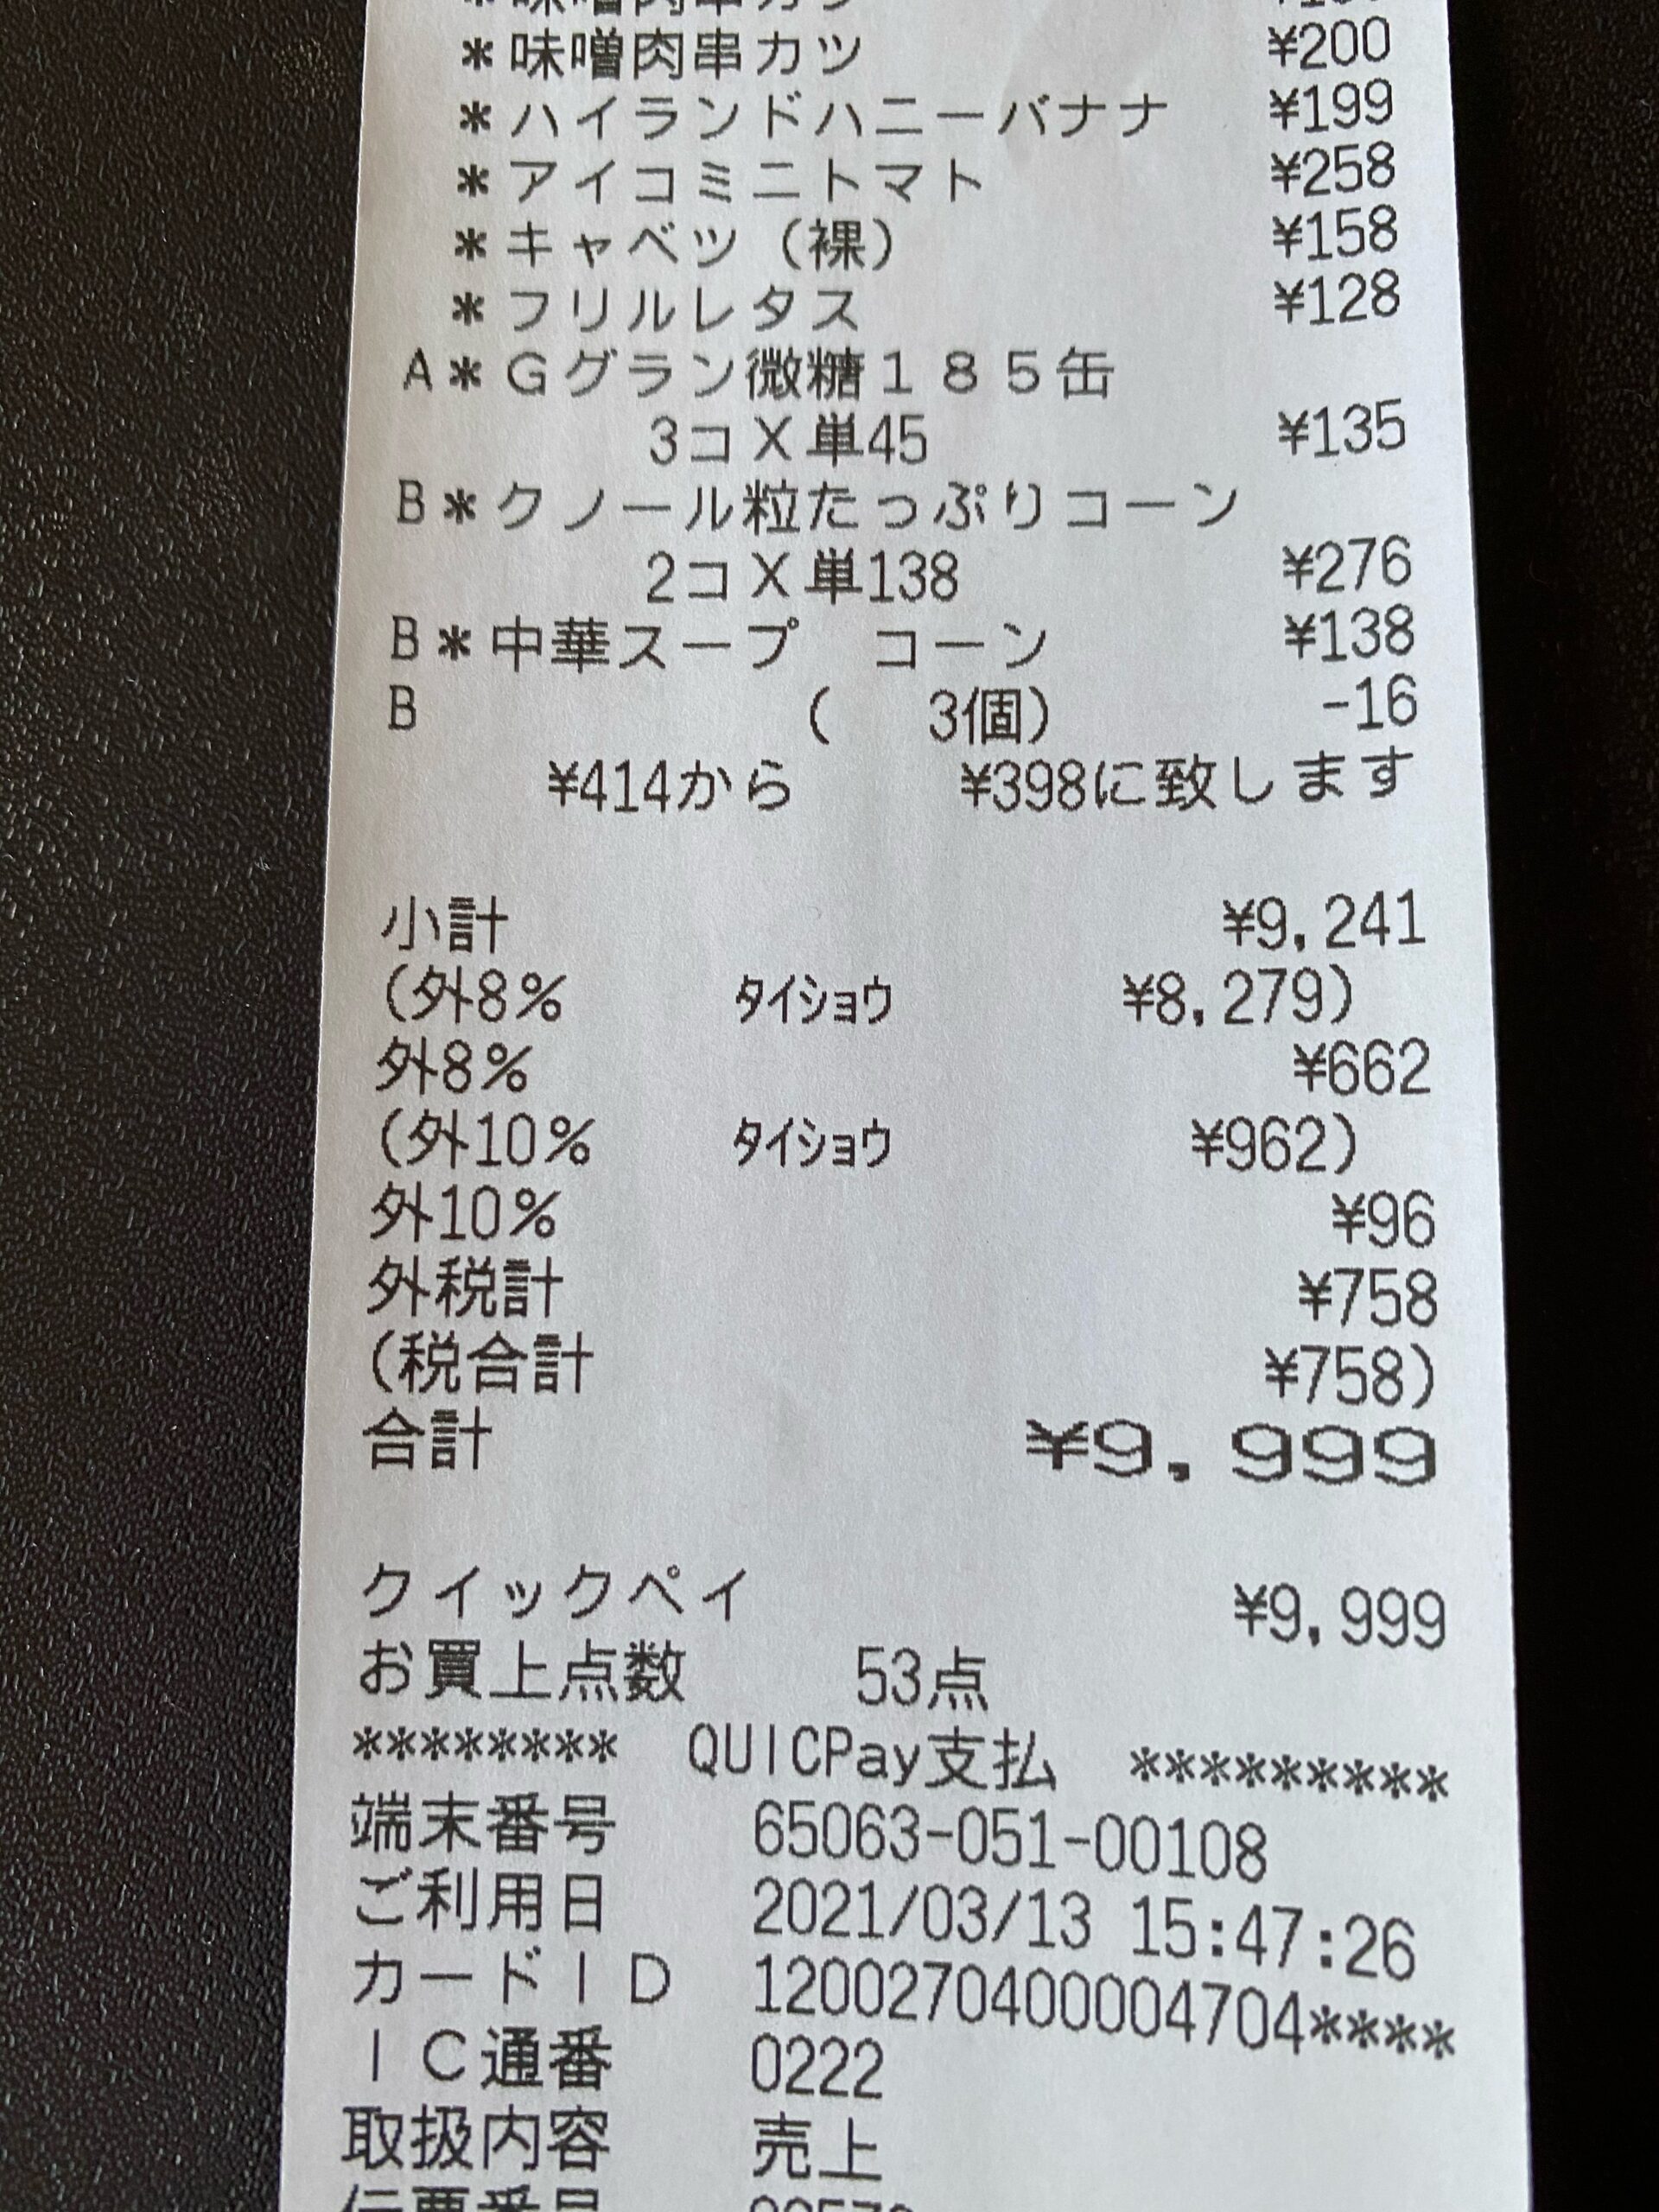 *味噌肉串カツ
*味噌肉串カツ ¥200
*ハイランドハニーバナナ ¥199
*アイコミニトマト ¥258
*キャベツ（裸） ¥158
*フリルレタス ¥128
A*Gグラン微糖１８５缶
3コX単45 ¥135
B*クノール粒たっぷりコーン
2コX単138 ¥276
B*中華スープ コーン ¥138
B ( 3個) -16
¥414から ¥398に致します
小計 ¥9,241
(外8% ﾀｲｼｮｳ ¥8,279)
外8% ¥662
(外10% ﾀｲｼｮｳ ¥962)
外10% ¥96
外税計 ¥758
(税合計 ¥758)
合計 ¥9,999
クイックペイ ¥9,999
お買上点数 53点
******** QUICPay支払 *********
端末番号 65063-051-00108
ご利用日 2021/03/13 15:47:26
カードＩＤ 1200270400004704****
ＩＣ通番 0222
取扱内容 売上
伝票番号